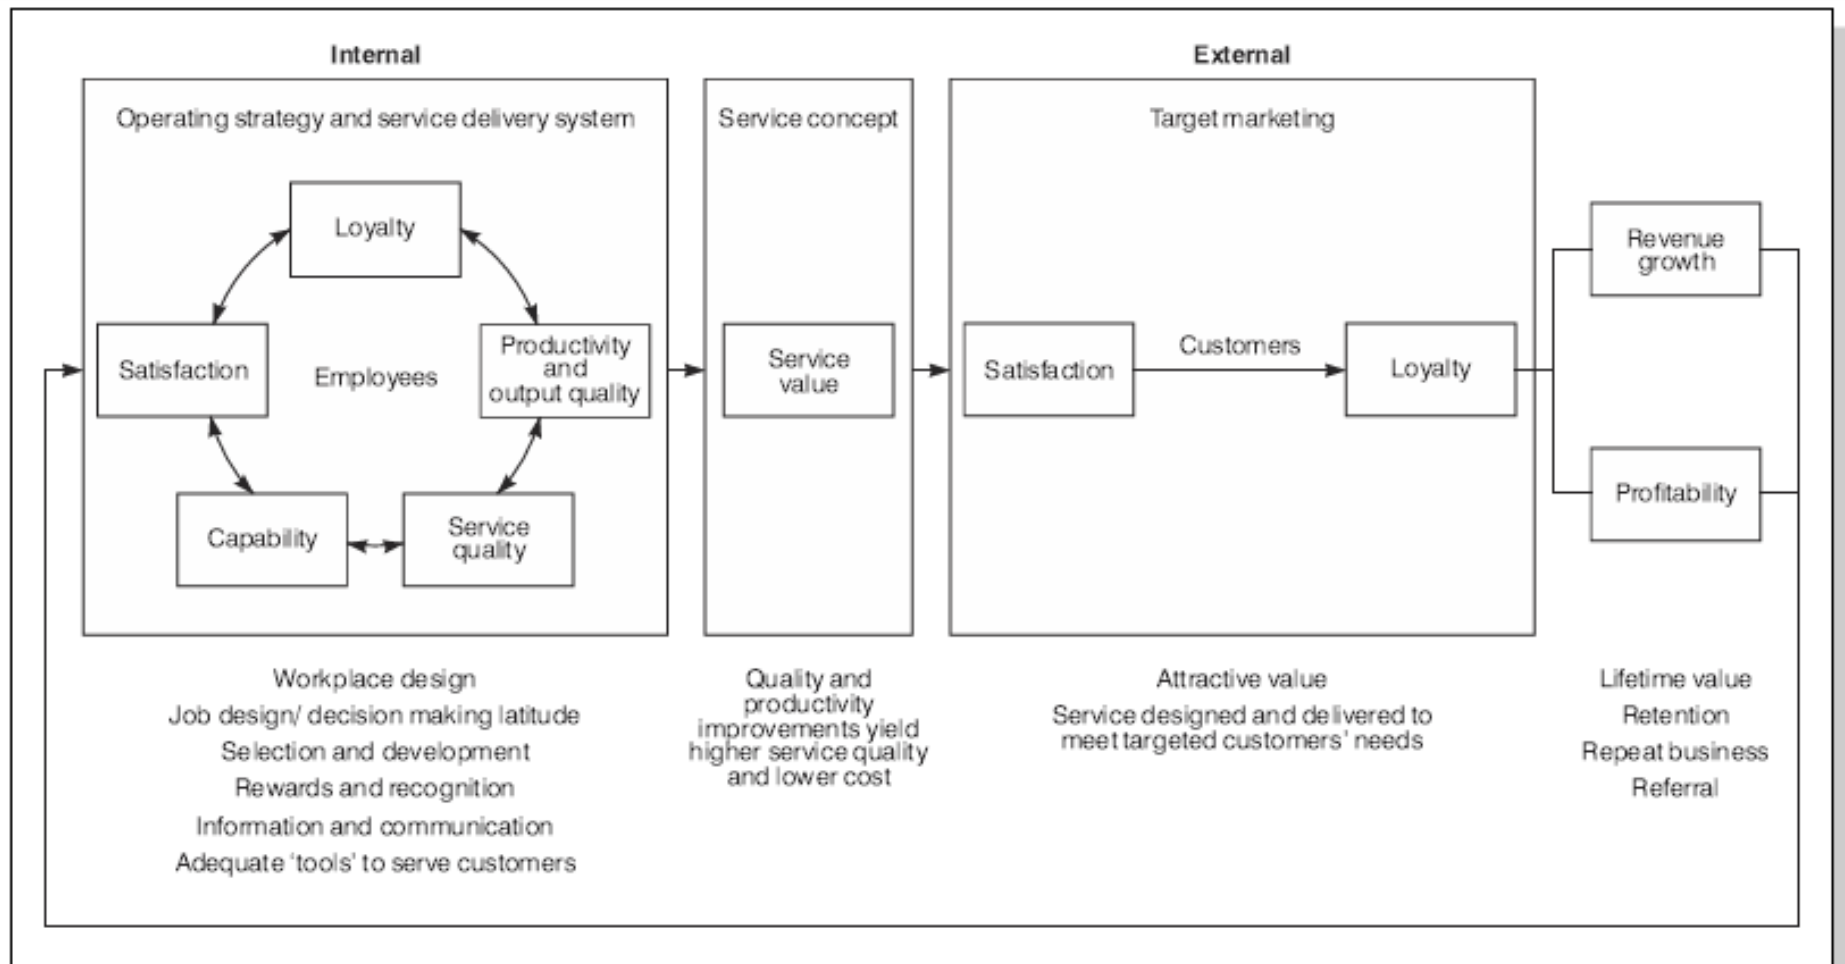 Internal
External
Operating strategy and service delivery system
Service concept
Target marketing
Loyalty
Satisfaction
Employees
Productivity
and
output quality
Capability
Service
quality
Service
value
Satisfaction
Customers
Loyalty
Revenue
growth
Profitability
Workplace design
Job design/ decision making latitude
Selection and development
Rewards and recognition
Information and communication
Adequate 'tools' to serve customers
Quality and
productivity
improvements yield
higher service quality
and lower cost
Attractive value
Service designed and delivered to
meet targeted customers' needs
Lifetime value
Retention
Repeat business
Referral